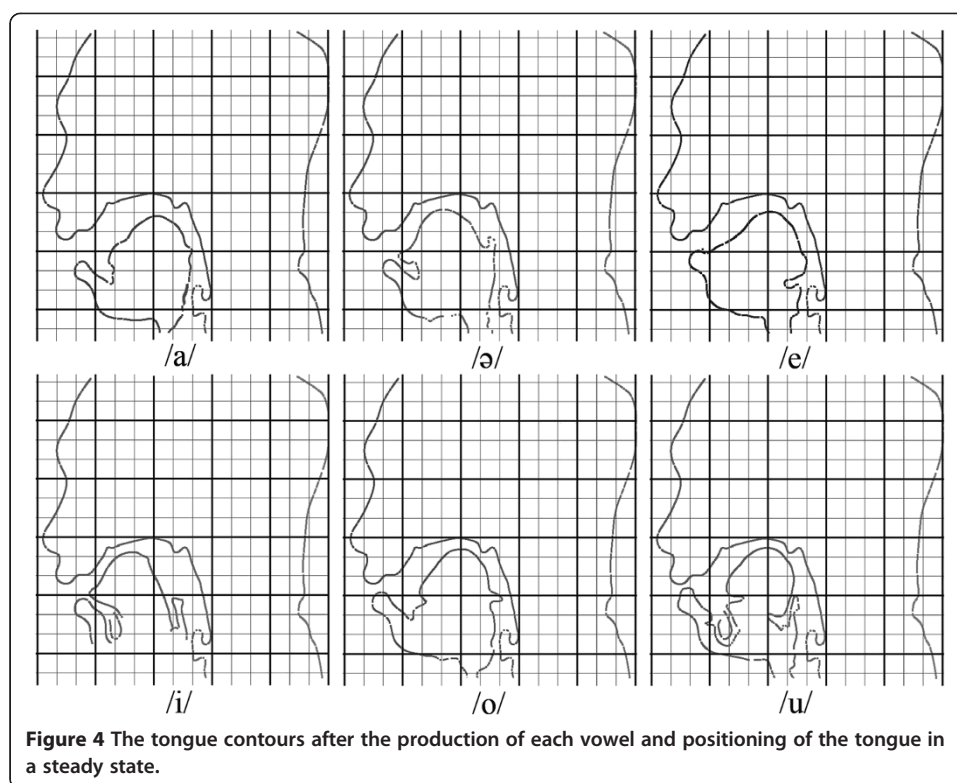 /a/ /ə/ /e/
/i/ /o/ /u/
Figure 4 The tongue contours after the production of each vowel and positioning of the tongue in
a steady state.